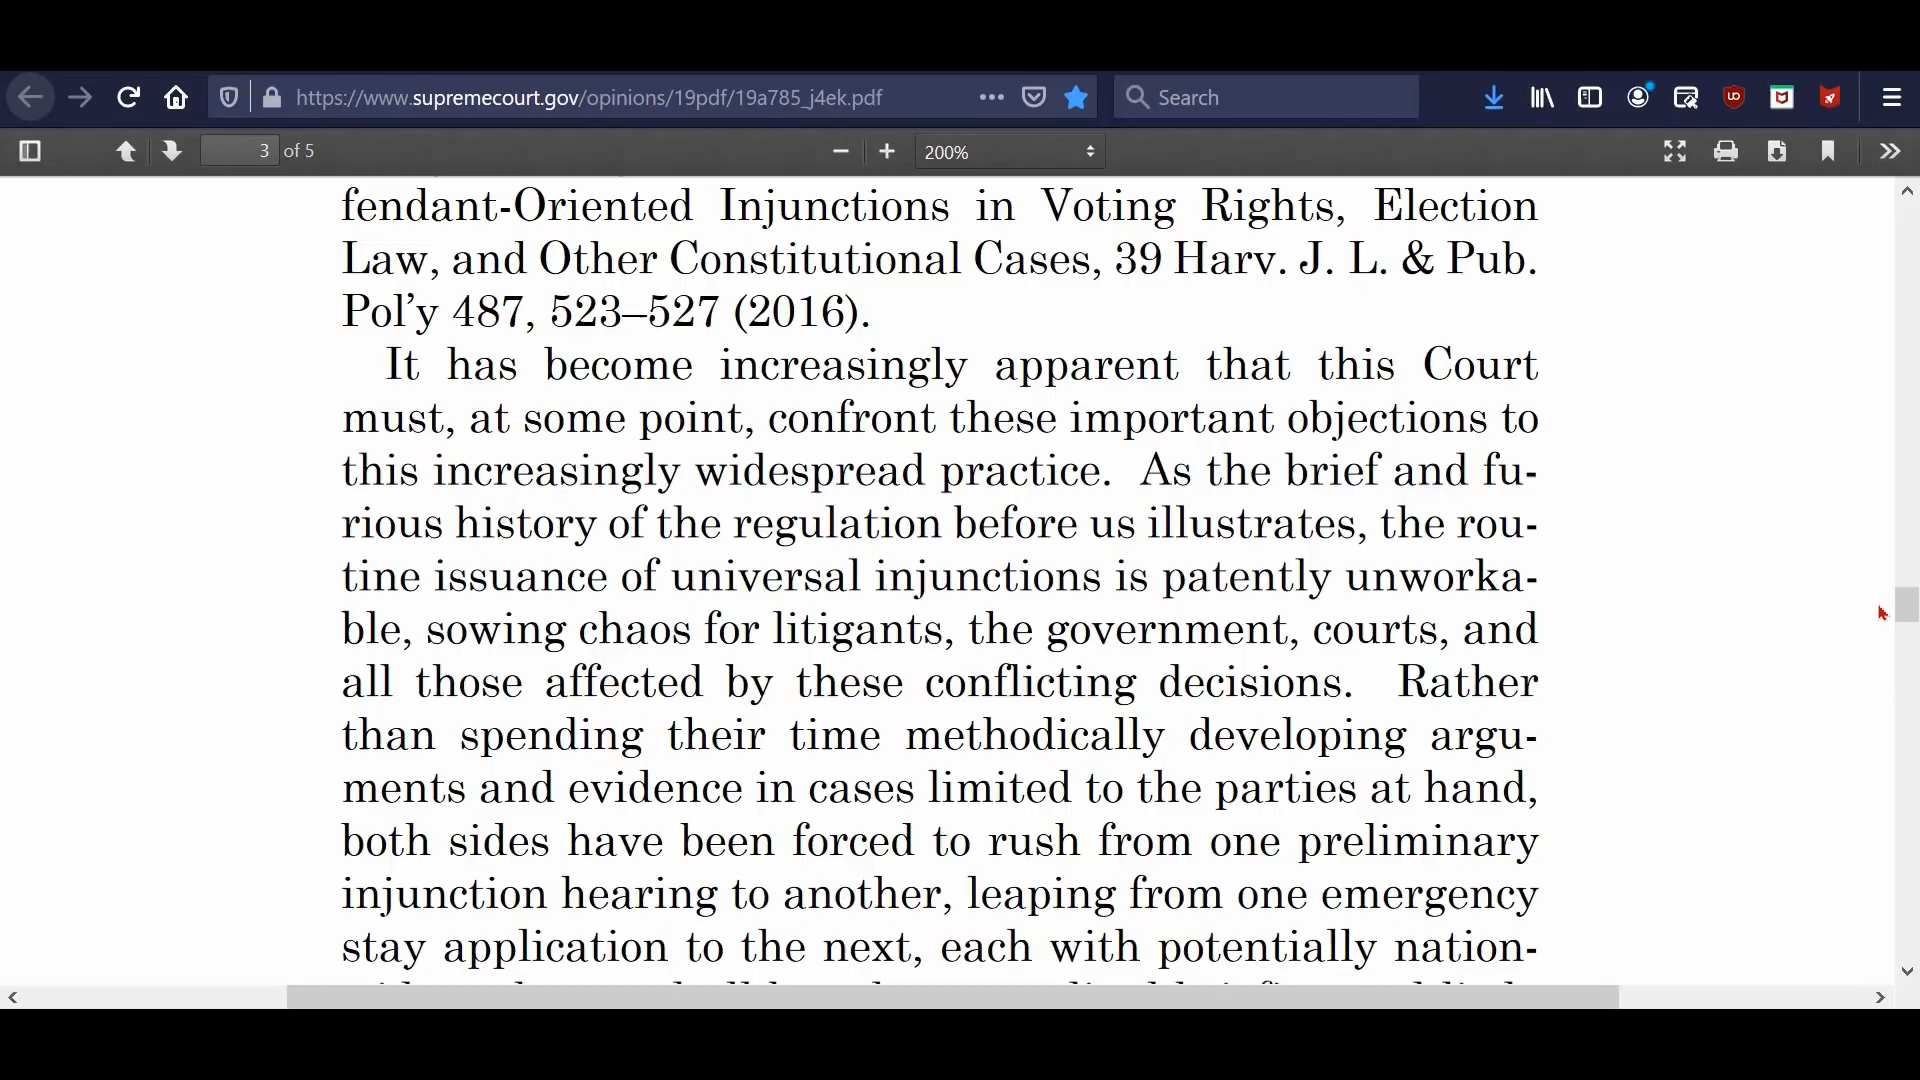 https://www.supremecourt.gov/opinions/19pdf/19a785_j4ek.pdf
Search
3 of 5
200%
fendant-Oriented Injunctions in Voting Rights, Election
Law, and Other Constitutional Cases, 39 Harv. J. L. & Pub.
Pol’y 487, 523–527 (2016).
It has become increasingly apparent that this Court
must, at some point, confront these important objections to
this increasingly widespread practice. As the brief and fu-
rious history of the regulation before us illustrates, the rou-
tine issuance of universal injunctions is patently unworka-
ble, sowing chaos for litigants, the government, courts, and
all those affected by these conflicting decisions. Rather
than spending their time methodically developing argu-
ments and evidence in cases limited to the parties at hand,
both sides have been forced to rush from one preliminary
injunction hearing to another, leaping from one emergency
stay application to the next, each with potentially nation-